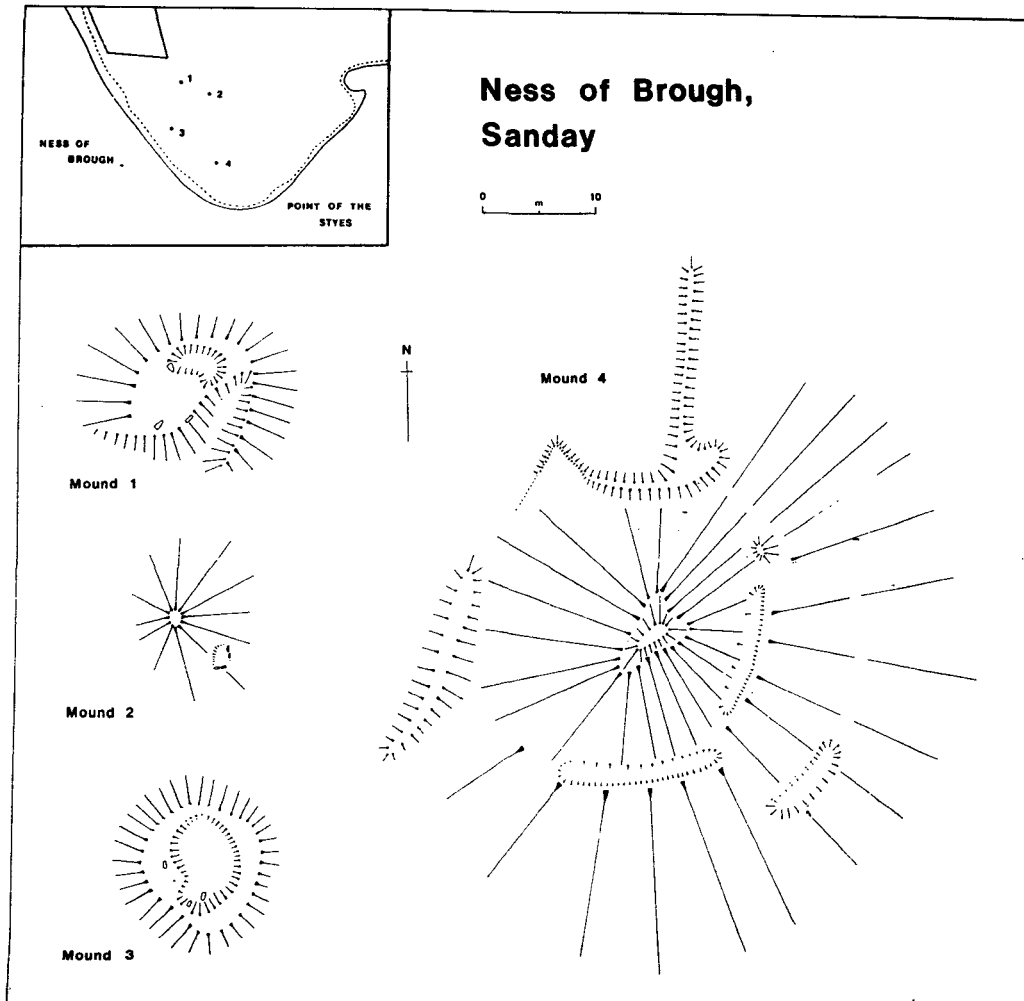 Ness of Brough,
Sanday
0 10
m
1
2
3
4
NESS OF
BROUGH
POINT OF THE
STYES
N
Mound 1
Mound 2
Mound 3
Mound 4